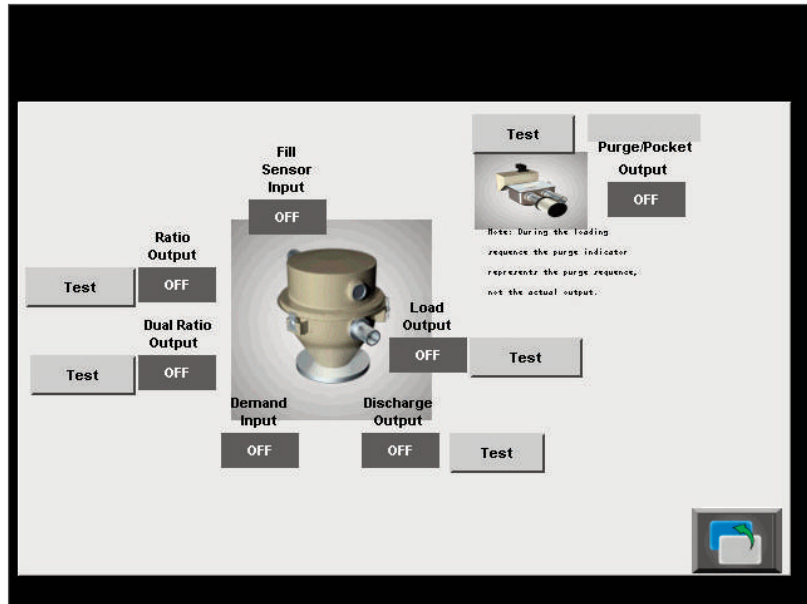 Test
Purge/Pocket
Output
OFF
Note: During the loading
sequence the purge indicator
represents the purge sequence,
not the actual output.
Fill
Sensor
Input
OFF
Ratio
Output
Test
OFF
Dual Ratio
Output
Test
OFF
Load
Output
OFF
Test
Demand
Input
OFF
Discharge
Output
OFF
Test